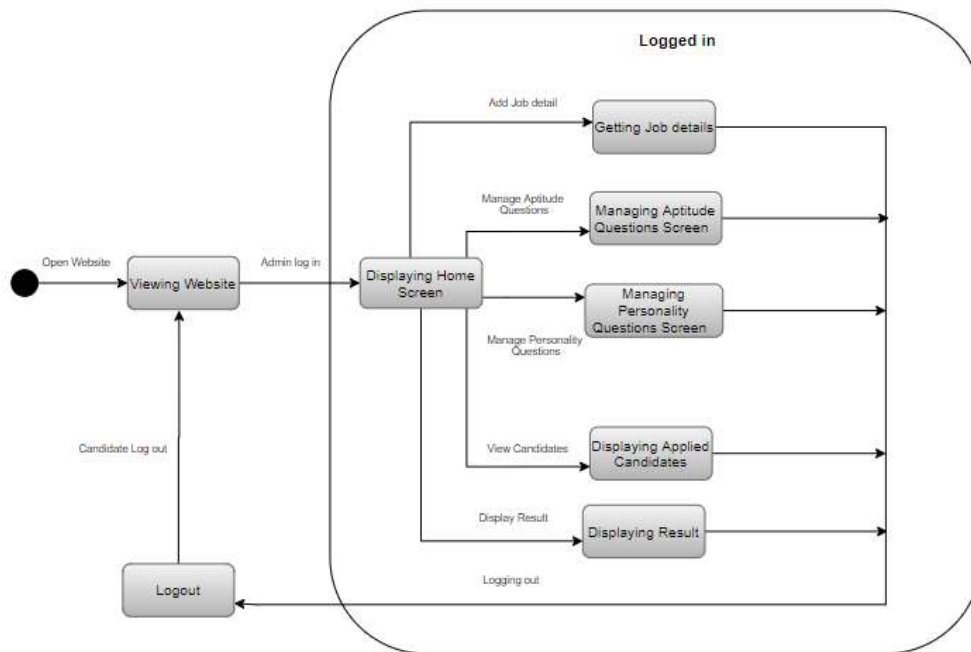 Logged in
Add Job detail
Getting Job details
Manage Aptitude
Questions
Managing Aptitude
Questions Screen
Open Website
Viewing Website
Admin log in
Displaying Home
Screen
Managing
Personality
Questions Screen
Manage Personality
Questions
Candidate Log out
View Candidates
Displaying Applied
Candidates
Display Result
Displaying Result
Logging out
Logout